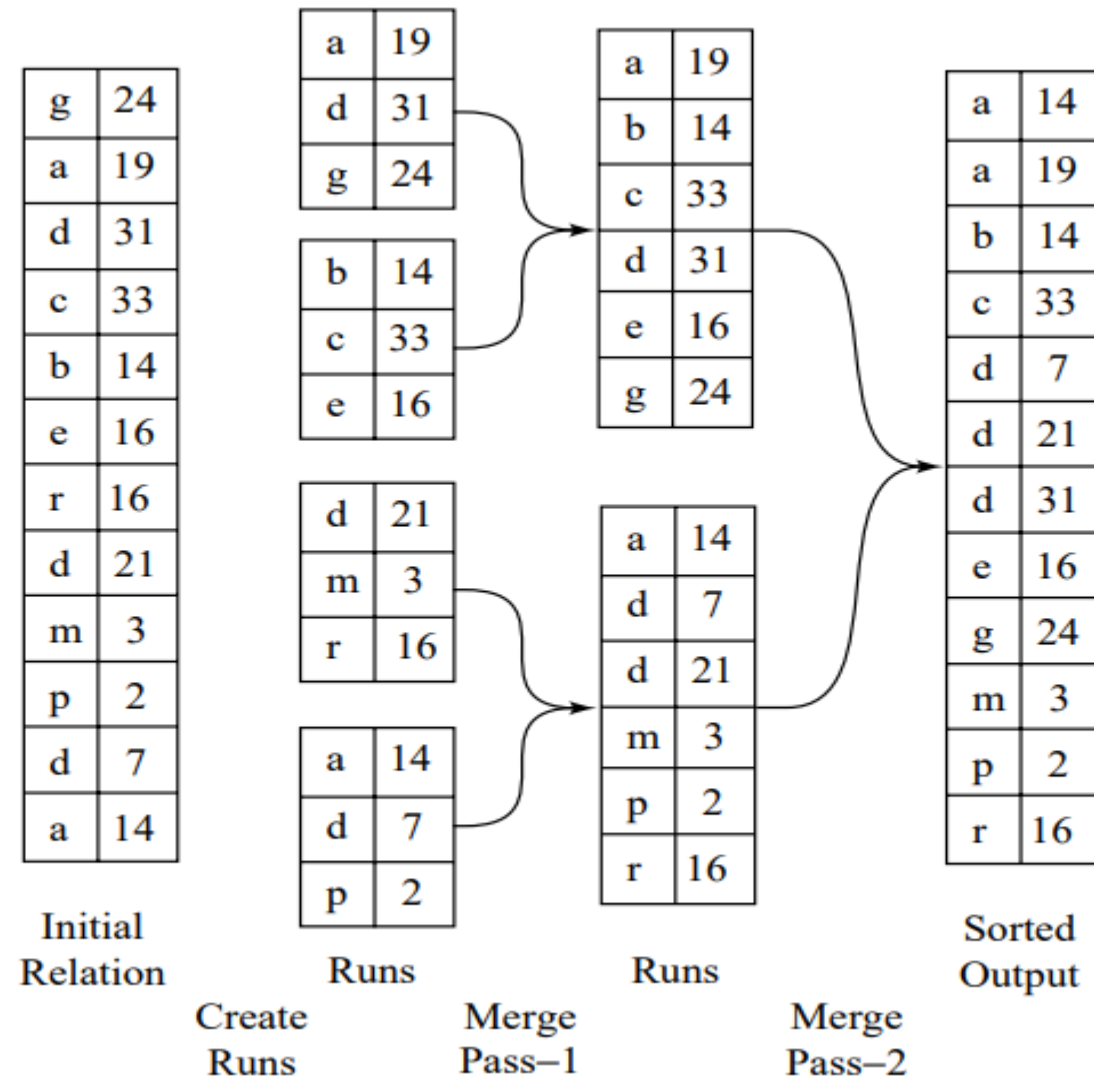 g 24
a 19
d 31
c 33
b 14
e 16
r 16
d 21
m 3
p 2
d 7
a 14
Initial
Relation
Create
Runs
a 19
d 31
g 24
b 14
c 33
e 16
d 21
m 3
r 16
a 14
d 7
p 2
Runs
Merge
Pass–1
a 19
b 14
c 33
d 31
e 16
g 24
a 14
d 7
d 21
m 3
p 2
r 16
Runs
Merge
Pass–2
a 14
a 19
b 14
c 33
d 7
d 21
d 31
e 16
g 24
m 3
p 2
r 16
Sorted
Output